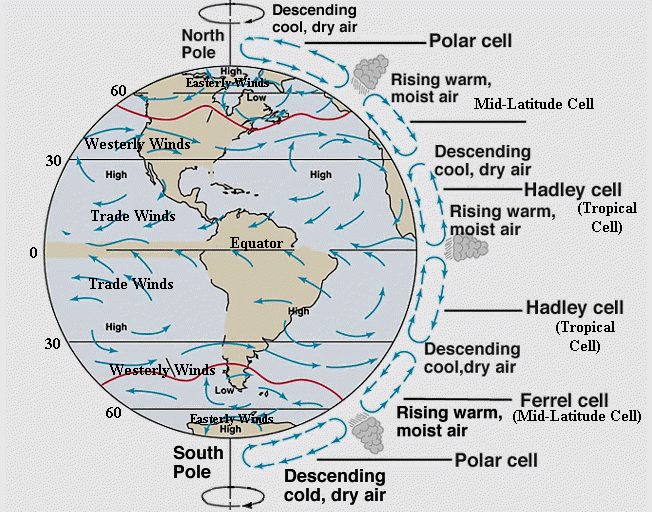 Descending
cool, dry air
North
Pole
Polar cell
High
Easterly Winds
Low
60
Rising warm,
moist air
Mid-Latitude Cell
Westerly Winds
Descending
cool, dry air
30
High
High
Hadley cell
(Tropical
Cell)
Trade Winds
Rising warm,
moist air
Equator
0
Trade Winds
High
Hadley cell
(Tropical
Cell)
High
30
Descending
cool,dry air
Westerly Winds
Low
Ferrel cell
(Mid-Latitude Cell)
60
Rising warm,
moist air
Easterly Winds
High
South
Pole
Polar cell
Descending
cold, dry air